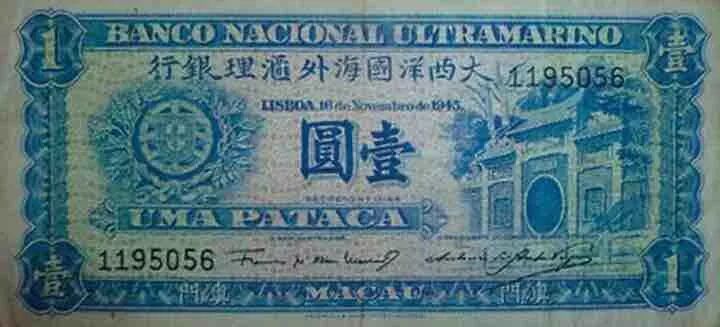 1 BANCO NACIONAL ULTRAMARINO 壹
大西洋國海外滙理銀行
1195056
LISBOA, 16 de Novembro de 1945.
壹圓
UMA PATACA
1195056
壹 澳門 MACAU 澳門 1